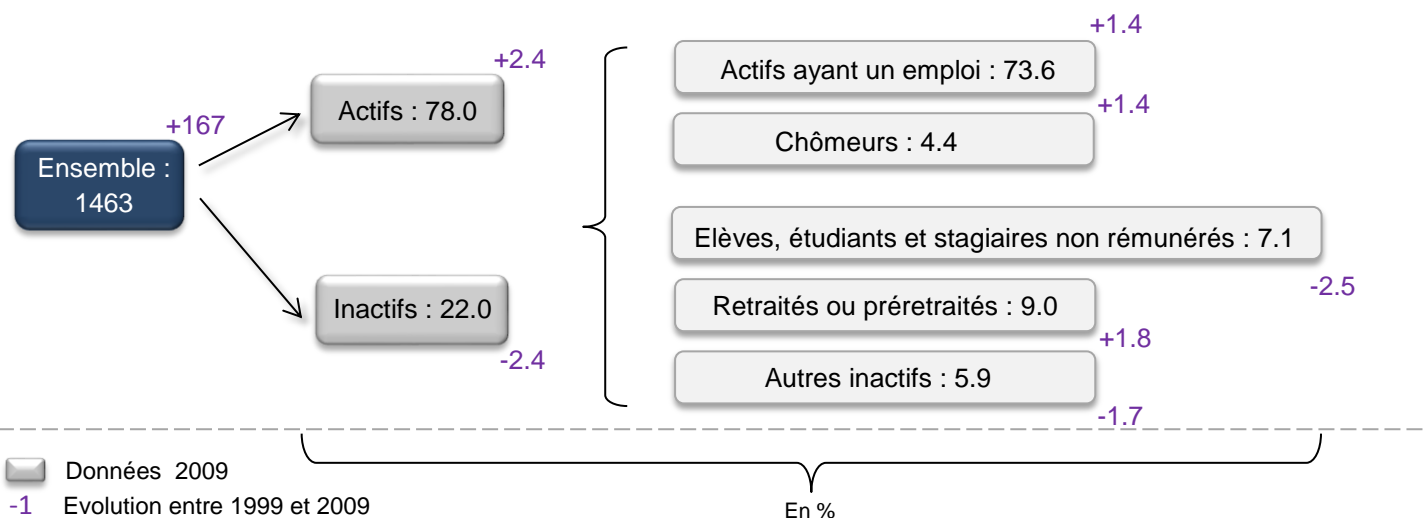 +167
Ensemble :
1463
+2.4
Actifs : 78.0
Inactifs : 22.0
-2.4
+1.4
Actifs ayant un emploi : 73.6
+1.4
Chômeurs : 4.4
Elèves, étudiants et stagiaires non rémunérés : 7.1
-2.5
Retraités ou préretraités : 9.0
+1.8
Autres inactifs : 5.9
-1.7
Données 2009
-1 Evolution entre 1999 et 2009
En %